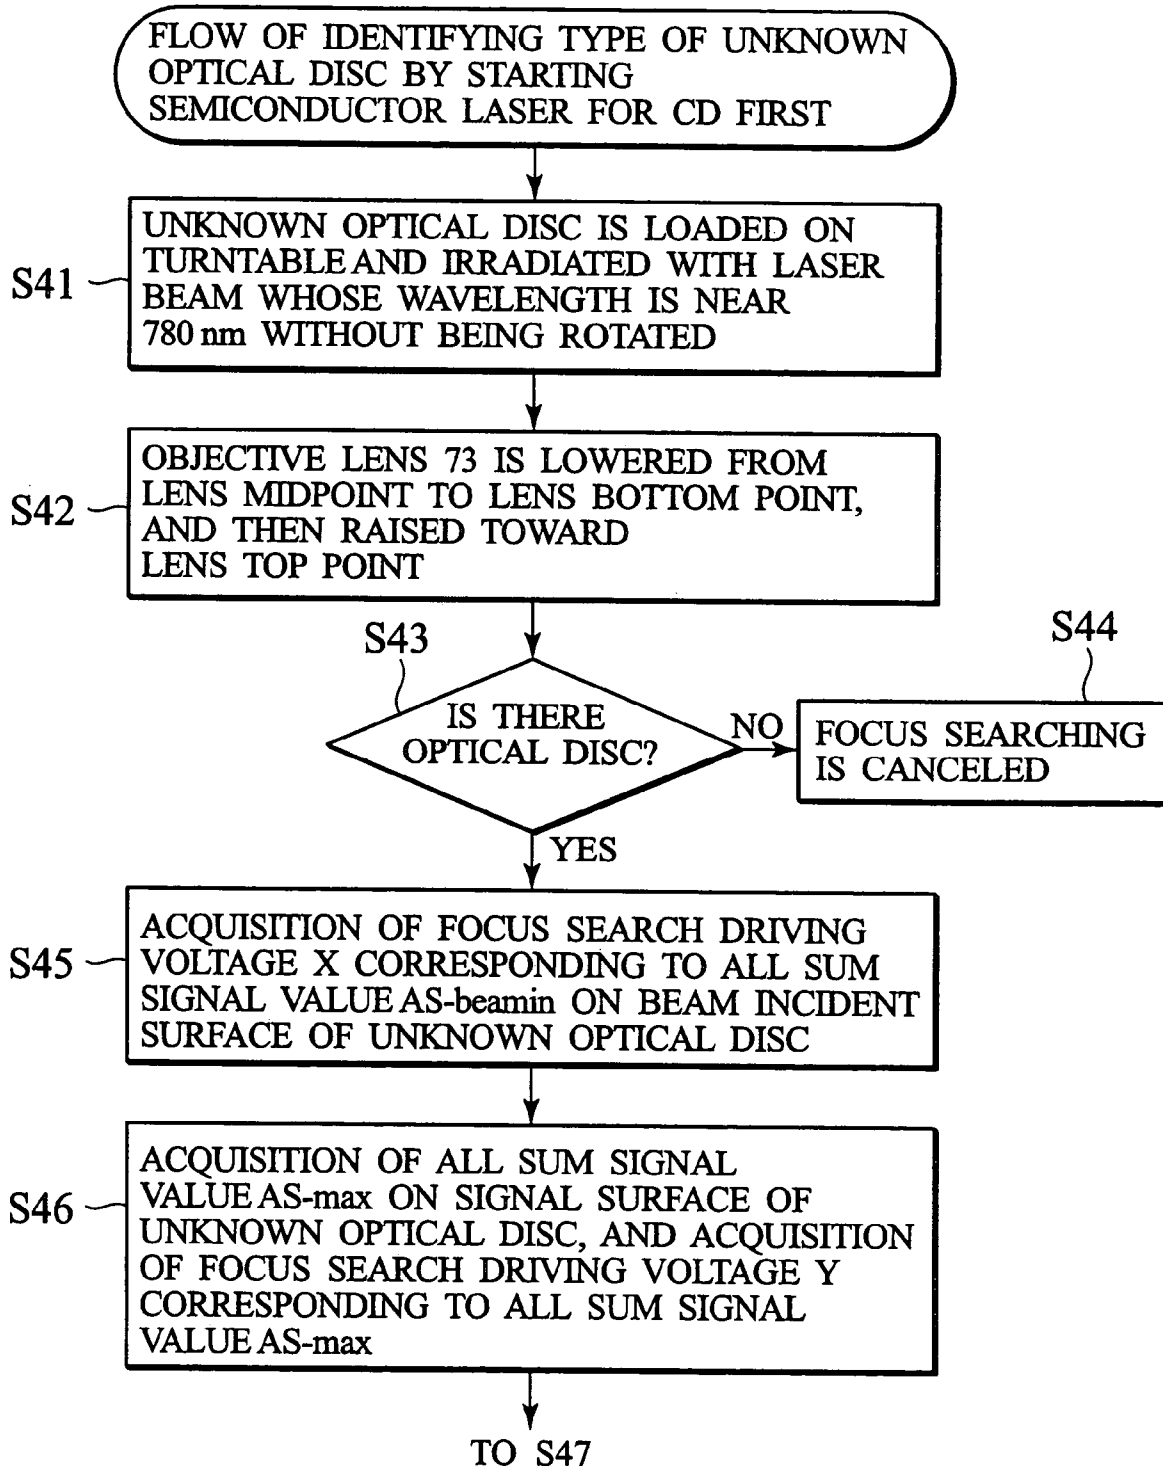 FLOW OF IDENTIFYING TYPE OF UNKNOWN
OPTICAL DISC BY STARTING
SEMICONDUCTOR LASER FOR CD FIRST
S41
UNKNOWN OPTICAL DISC IS LOADED ON
TURNTABLE AND IRRADIATED WITH LASER
BEAM WHOSE WAVELENGTH IS NEAR
780 nm WITHOUT BEING ROTATED
S42
OBJECTIVE LENS 73 IS LOWERED FROM
LENS MIDPOINT TO LENS BOTTOM POINT,
AND THEN RAISED TOWARD
LENS TOP POINT
S43
IS THERE
OPTICAL DISC?
NO
S44
FOCUS SEARCHING
IS CANCELED
YES
S45
ACQUISITION OF FOCUS SEARCH DRIVING
VOLTAGE X CORRESPONDING TO ALL SUM
SIGNAL VALUE AS-beamin ON BEAM INCIDENT
SURFACE OF UNKNOWN OPTICAL DISC
S46
ACQUISITION OF ALL SUM SIGNAL
VALUE AS-max ON SIGNAL SURFACE OF
UNKNOWN OPTICAL DISC, AND ACQUISITION
OF FOCUS SEARCH DRIVING VOLTAGE Y
CORRESPONDING TO ALL SUM SIGNAL
VALUE AS-max
TO S47